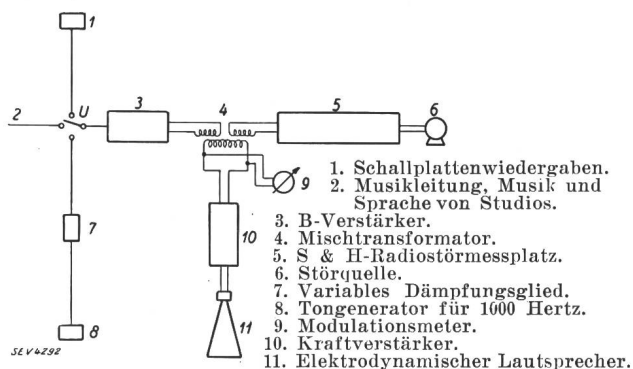 1
2
U
3
4
5
6
7
8
9
10
11
1. Schallplattenwiedergaben.
2. Musikleitung, Musik und
Sprache von Studios.
3. B-Verstärker.
4. Mischtransformator.
5. S & H-Radiostörmessplatz.
6. Störquelle.
7. Variables Dämpfungsglied.
8. Tongenerator für 1000 Hertz.
9. Modulationsmeter.
10. Kraftverstärker.
11. Elektrodynamischer Lautsprecher.
SEV4292